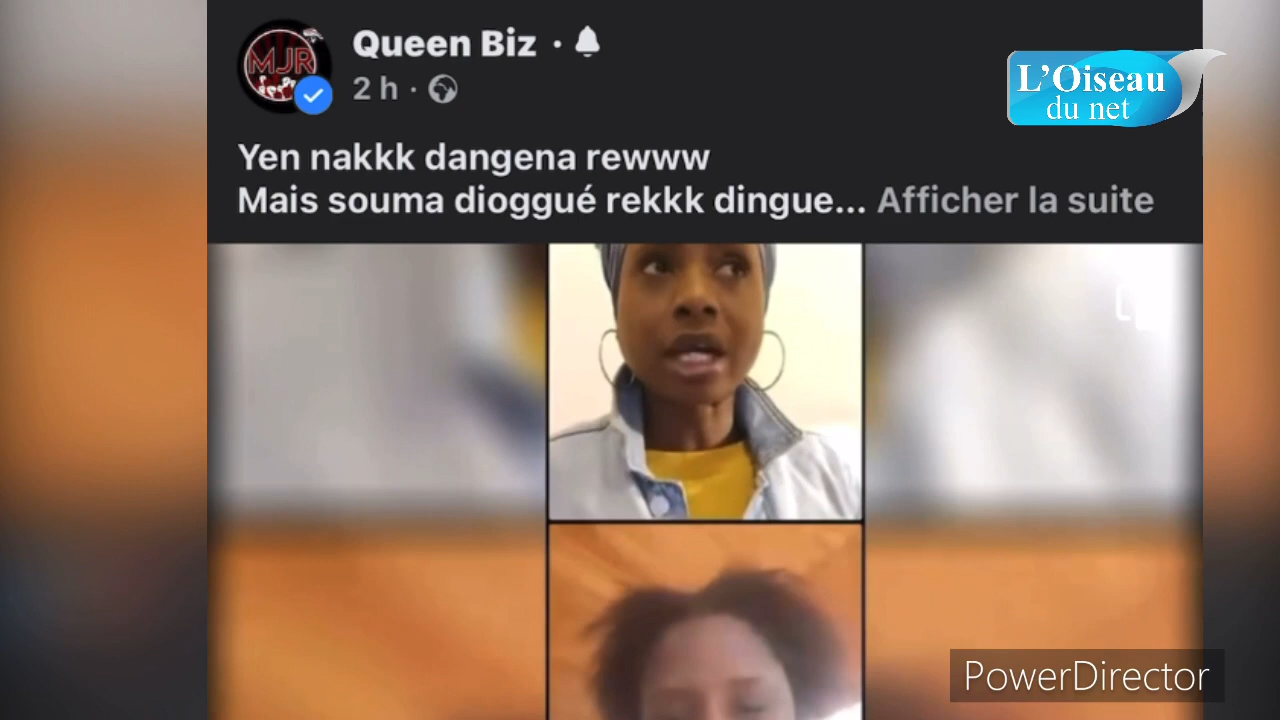 MJR
Queen Biz
2 h
Yen nakkk dangena rewww
Mais souma dioggué rekkk dingue... Afficher la suite
L'Oiseau
du net
PowerDirector